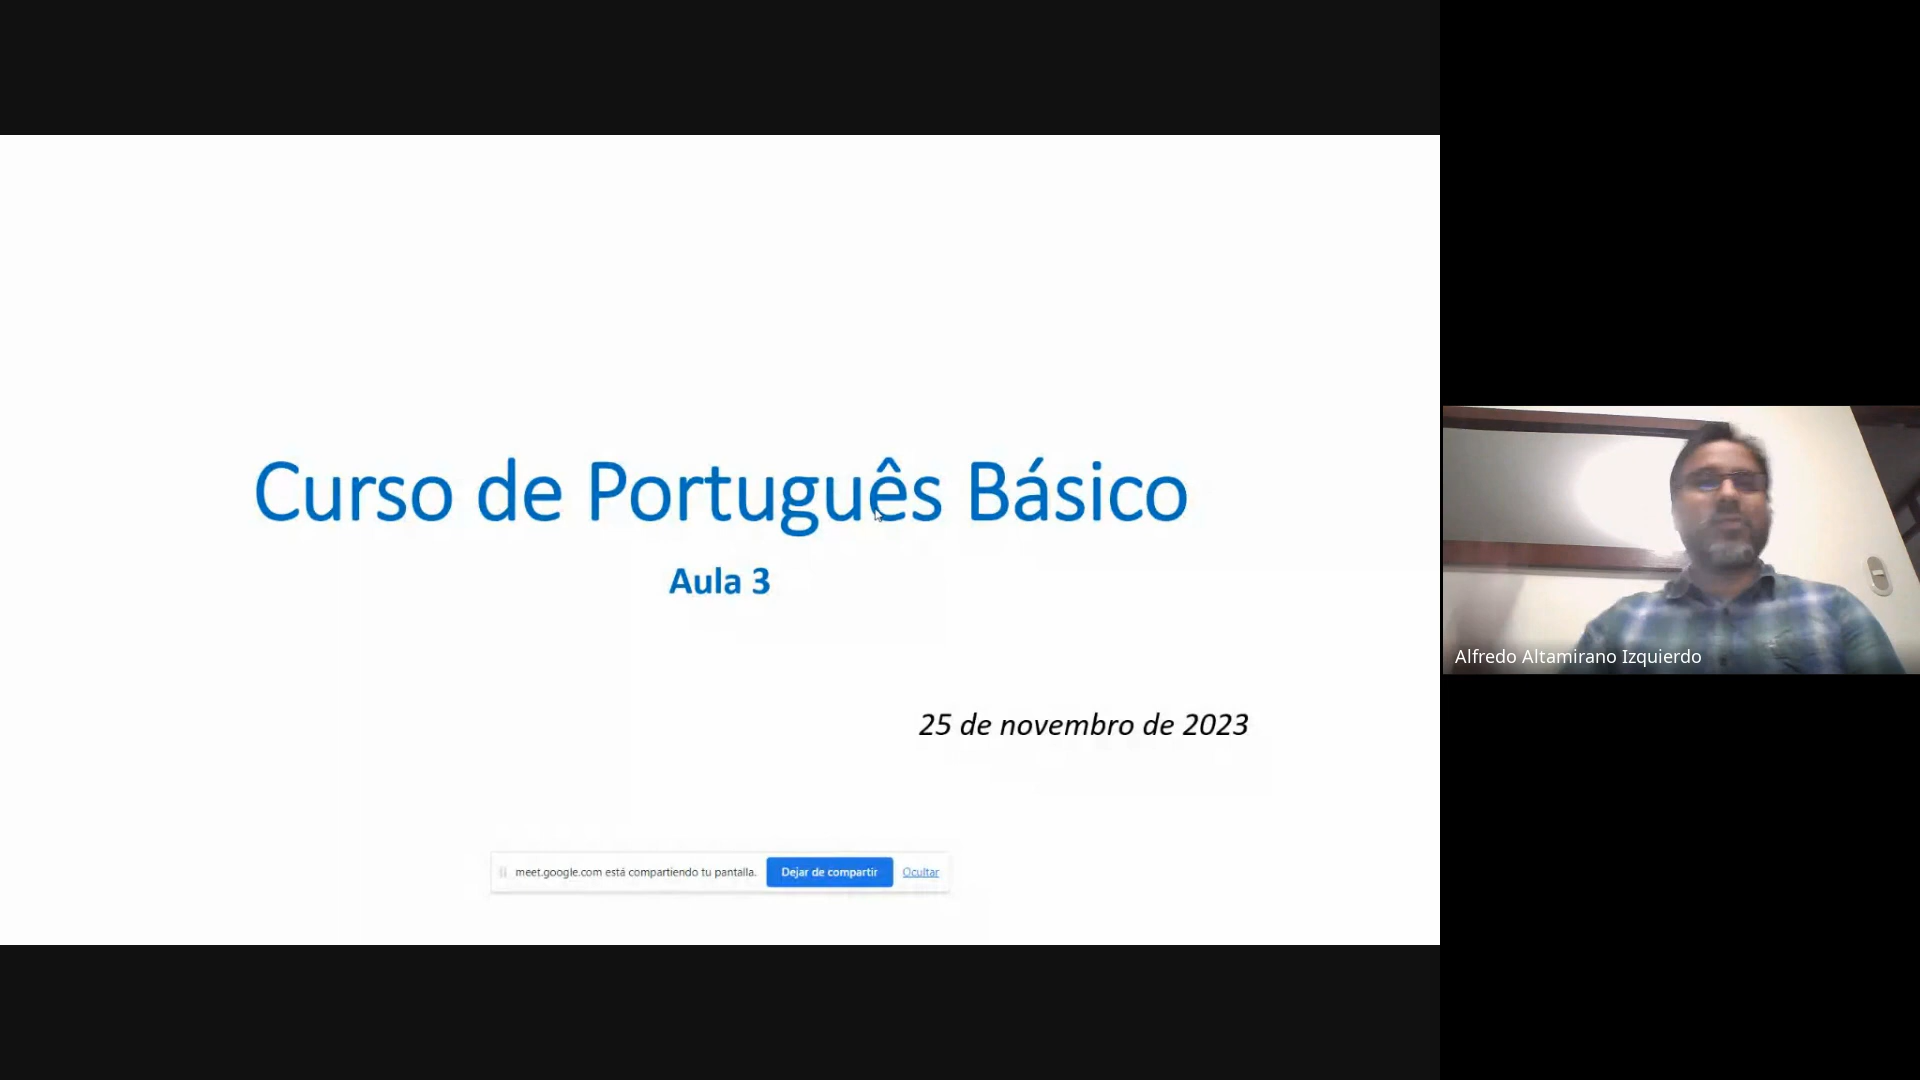 Curso de Português Básico
Aula 3
25 de novembro de 2023
meet.google.com está compartiendo tu pantalla. Dejar de compartir Ocultar
Alfredo Altamirano Izquierdo